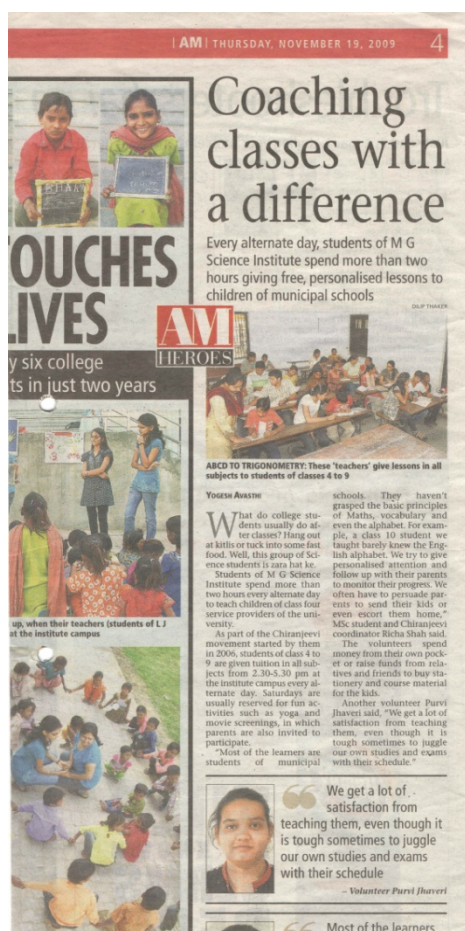 AM THURSDAY, NOVEMBER 19, 2009 4
OUCHES
LIVES
y six college
ts in just two years
up, when their teachers (students of L J
at the institute campus
Coaching
classes with
a difference
Every alternate day, students of M G
Science Institute spend more than two
hours giving free, personalised lessons to
children of municipal schools
DILIP THAKER
AM
HEROES
ABCD TO TRIGONOMETRY: These 'teachers' give lessons in all
subjects to students of classes 4 to 9
YOGESH AVASTHI
What do college stu-
dents usually do af-
ter classes? Hang out
at kitlis or tuck into some fast
food. Well, this group of Sci-
ence students is zara hat ke.
Students of M G Science
Institute spend more than
two hours every alternate day
to teach children of class four
service providers of the uni-
versity.
As part of the Chiranjeevi
movement started by them
in 2006, students of class 4 to
9 are given tuition in all sub-
jects from 2.30-5.30 pm at
the institute campus every al-
ternate day. Saturdays are
usually reserved for fun ac-
tivities such as yoga and
movie screenings, in which
parents are also invited to
participate.
"Most of the learners are
students of municipal
schools. They haven't
grasped the basic principles
of Maths, vocabulary and
even the alphabet. For exam-
ple, a class 10 student we
taught barely knew the Eng-
lish alphabet. We try to give
personalised attention and
follow up with their parents
to monitor their progress. We
often have to persuade par-
ents to send their kids or
even escort them home,"
MSc student and Chiranjeevi
coordinator Richa Shah said.
The volunteers spend
money from their own pock-
et or raise funds from rela-
tives and friends to buy sta-
tionery and course material
for the kids.
Another volunteer Purvi
Jhaveri said, "We get a lot of
satisfaction from teaching
them, even though it is
tough sometimes to juggle
our own studies and exams
with their schedule."
We get a lot of
satisfaction from
teaching them, even though it
is tough sometimes to juggle
our own studies and exams
with their schedule
– Volunteer Purvi Jhaveri
Most of the learners